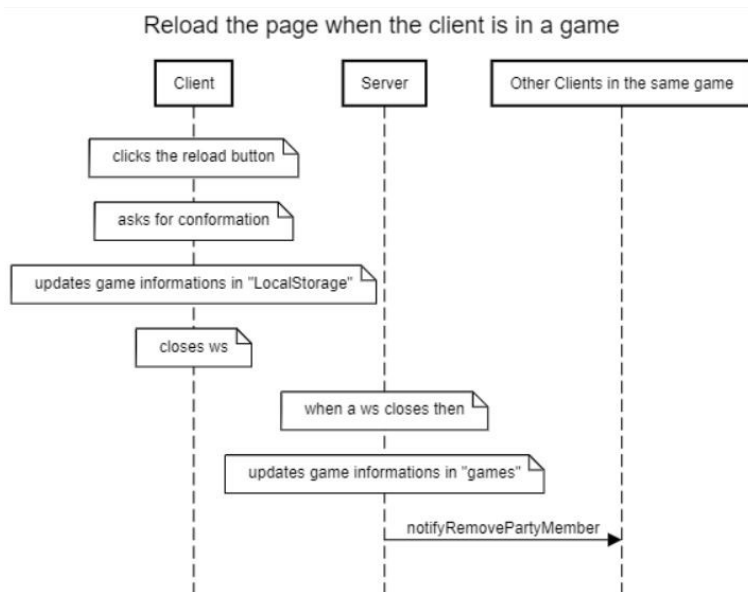 Reload the page when the client is in a game
Client
Server
Other Clients in the same game
clicks the reload button
asks for conformation
updates game informations in "LocalStorage"
closes ws
when a ws closes then
updates game informations in "games"
notifyRemovePartyMember